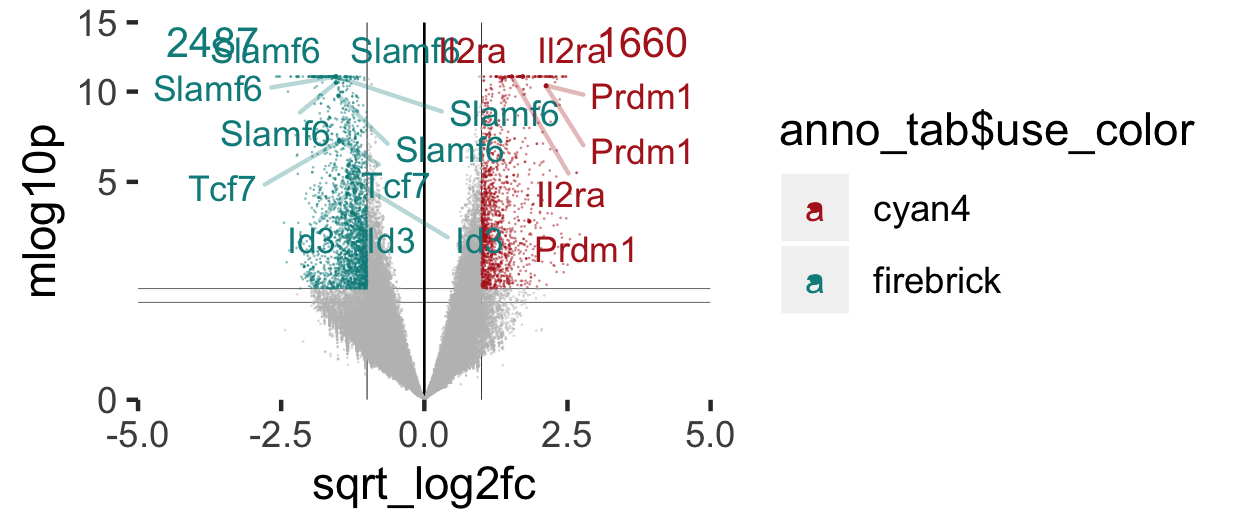 15
2487
Slamf6
Slamf6
Il2ra
Il2ra
1660
10
Slamf6
Prdm1
Slamf6
Slamf6
Slamf6
Prdm1
5
Tcf7
Tcf7
Il2ra
Id3
Id3
Id3
Prdm1
0
-5.0
-2.5
0.0
2.5
5.0
mlog10p
sqrt_log2fc
anno_tab$use_color
a cyan4
a firebrick